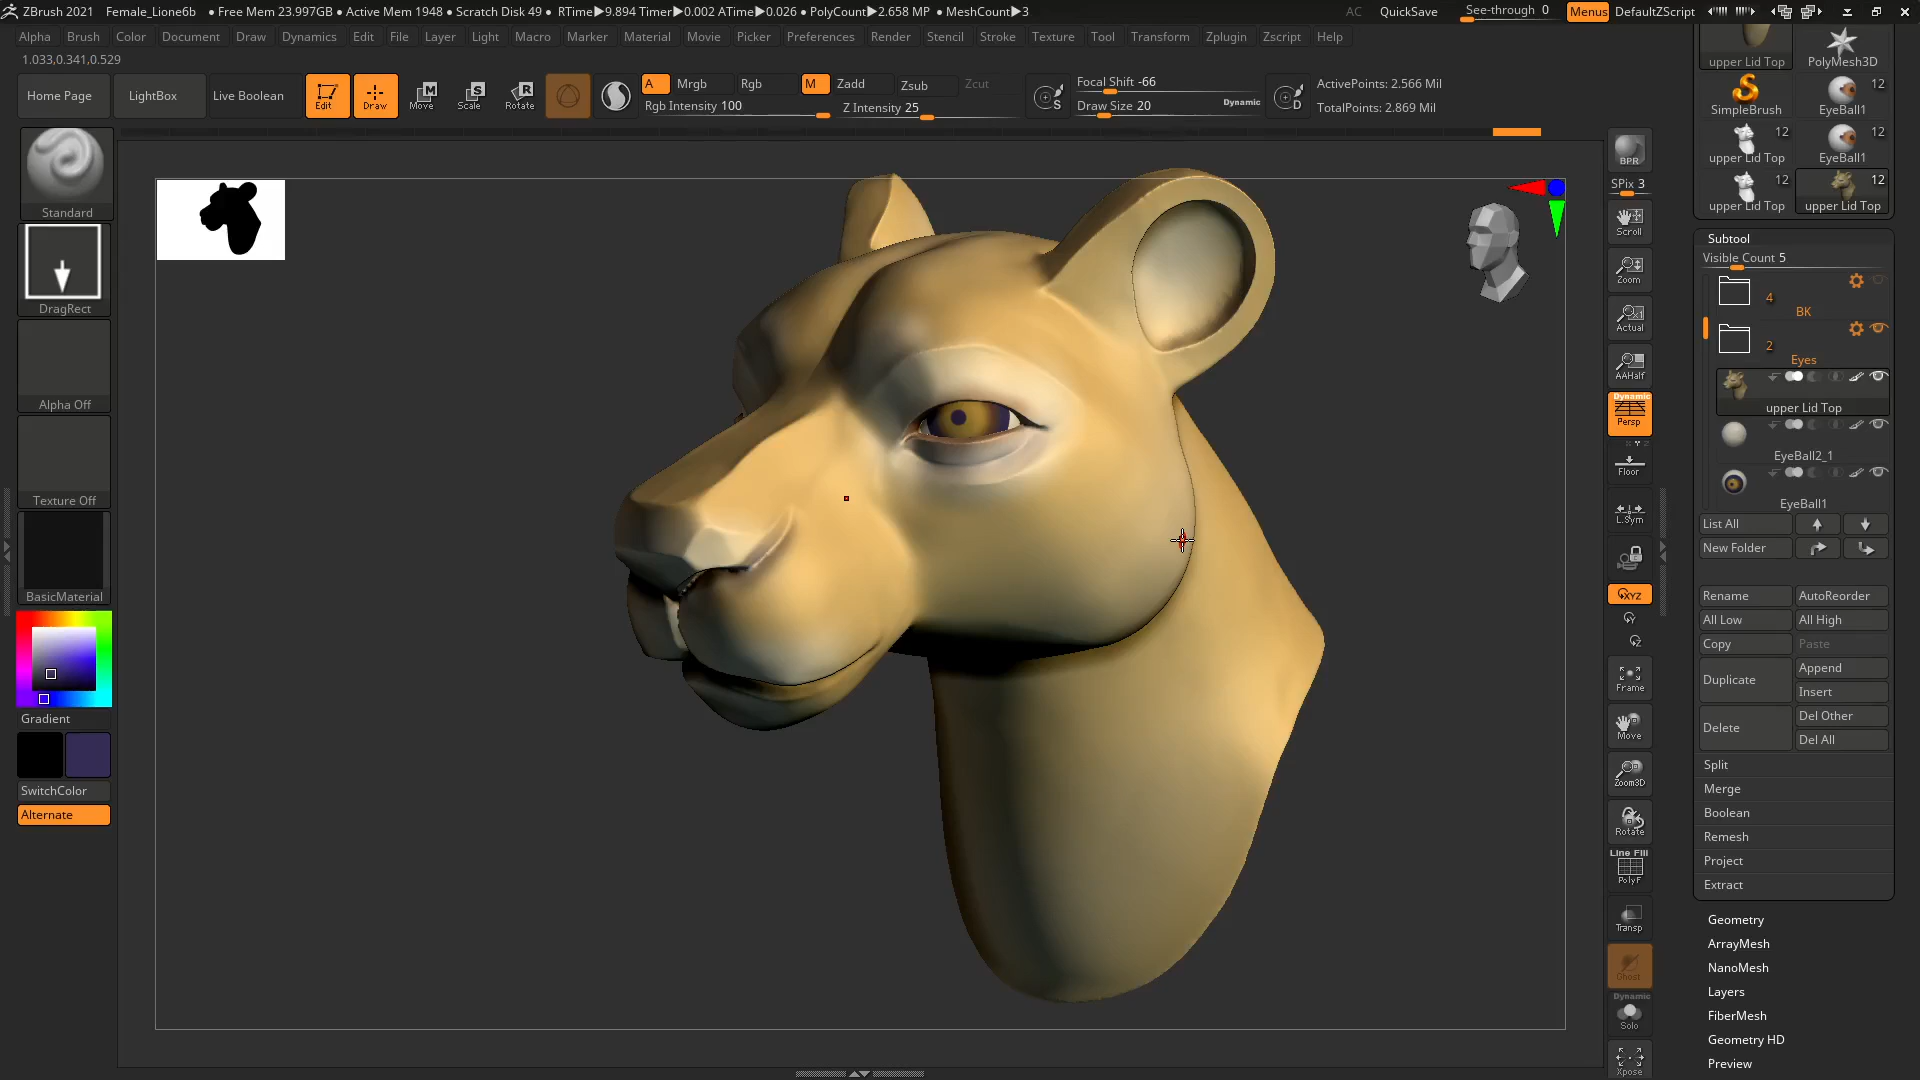 ZBrush 2021 Female_Lione6b • Free Mem 23.997GB • Active Mem 1948 • Scratch Disk 49 • RTime▶9.894 Timer▶0.002 ATime▶0.026 • PolyCount▶2.658 MP • MeshCount▶3 AC QuickSave See-through 0 Menus DefaultZScript
Alpha Brush Color Document Draw Dynamics Edit File Layer Light Macro Marker Material Movie Picker Preferences Render Stencil Stroke Texture Tool Transform Zplugin Zscript Help
1.033,0.341,0.529
Home Page LightBox Live Boolean Edit Draw Move Scale Rotate
A Mrgb Rgb M Zadd Zsub Zcut
Rgb Intensity 100 Z Intensity 25
S Focal Shift -66
Draw Size 20 Dynamic
D ActivePoints: 2.566 Mil
TotalPoints: 2.869 Mil
Standard
DragRect
Alpha Off
Texture Off
BasicMaterial
Gradient
SwitchColor
Alternate
BPR
SPix 3
Scroll
Zoom
Actual
AAHalf
Dynamic
Persp
Floor
L.Sym
XYZ
Y
Z
Frame
Move
Zoom3D
Rotate
Line Fill
PolyF
Transp
Ghost
Dynamic
Solo
Xpose
upper Lid Top PolyMesh3D
12
SimpleBrush EyeBall1
12 12
upper Lid Top EyeBall1
12 12
upper Lid Top upper Lid Top
Subtool
Visible Count 5
4
BK
2
Eyes
upper Lid Top
EyeBall2_1
EyeBall1
List All
New Folder
Rename AutoReorder
All Low All High
Copy Paste
Duplicate Append
Insert
Delete Del Other
Del All
Split
Merge
Boolean
Remesh
Project
Extract
Geometry
ArrayMesh
NanoMesh
Layers
FiberMesh
Geometry HD
Preview